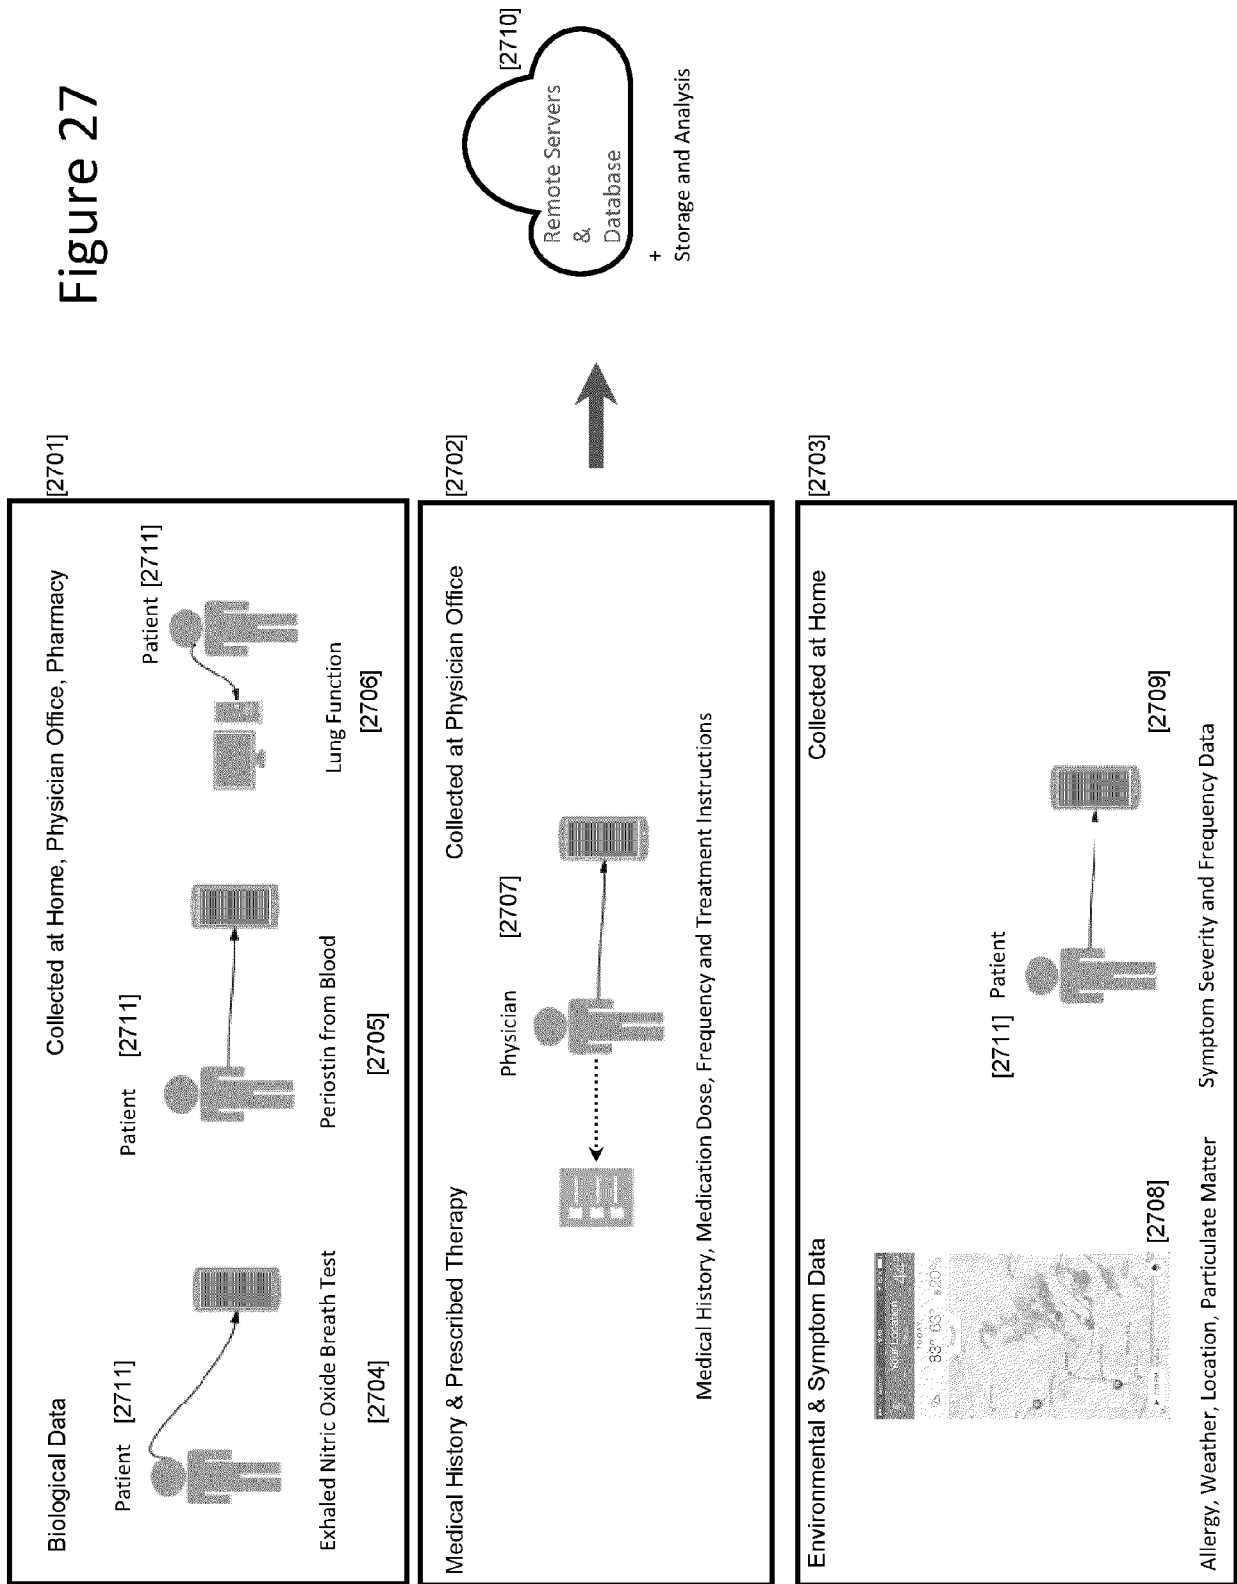 Figure 27
[2701]
Biological Data
Collected at Home, Physician Office, Pharmacy
Patient [2711]
Patient [2711]
Patient [2711]
Exhaled Nitric Oxide Breath Test
Periostin from Blood
Lung Function
[2704]
[2705]
[2706]
[2702]
Medical History & Prescribed Therapy
Collected at Physician Office
Physician [2707]
Medical History, Medication Dose, Frequency and Treatment Instructions
[2703]
Environmental & Symptom Data
Collected at Home
[2711] Patient
TODAY
83° 63° 20%
[2708]
[2709]
Allergy, Weather, Location, Particulate Matter
Symptom Severity and Frequency Data
[2710]
Remote Servers
&
Database
+
Storage and Analysis